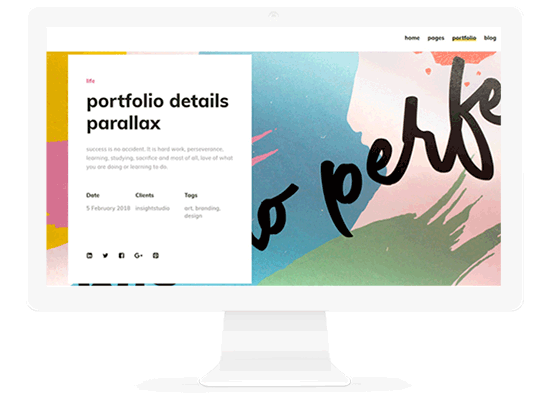 home pages portfolio blog
life
portfolio details
parallax
success is no accident. It is hard work, perseverance,
learning, studying, sacrifice and most of all, love of what
you are doing or learning to do.
Date Clients Tags
5 February 2018 insightstudio art, branding,
design
o perfe